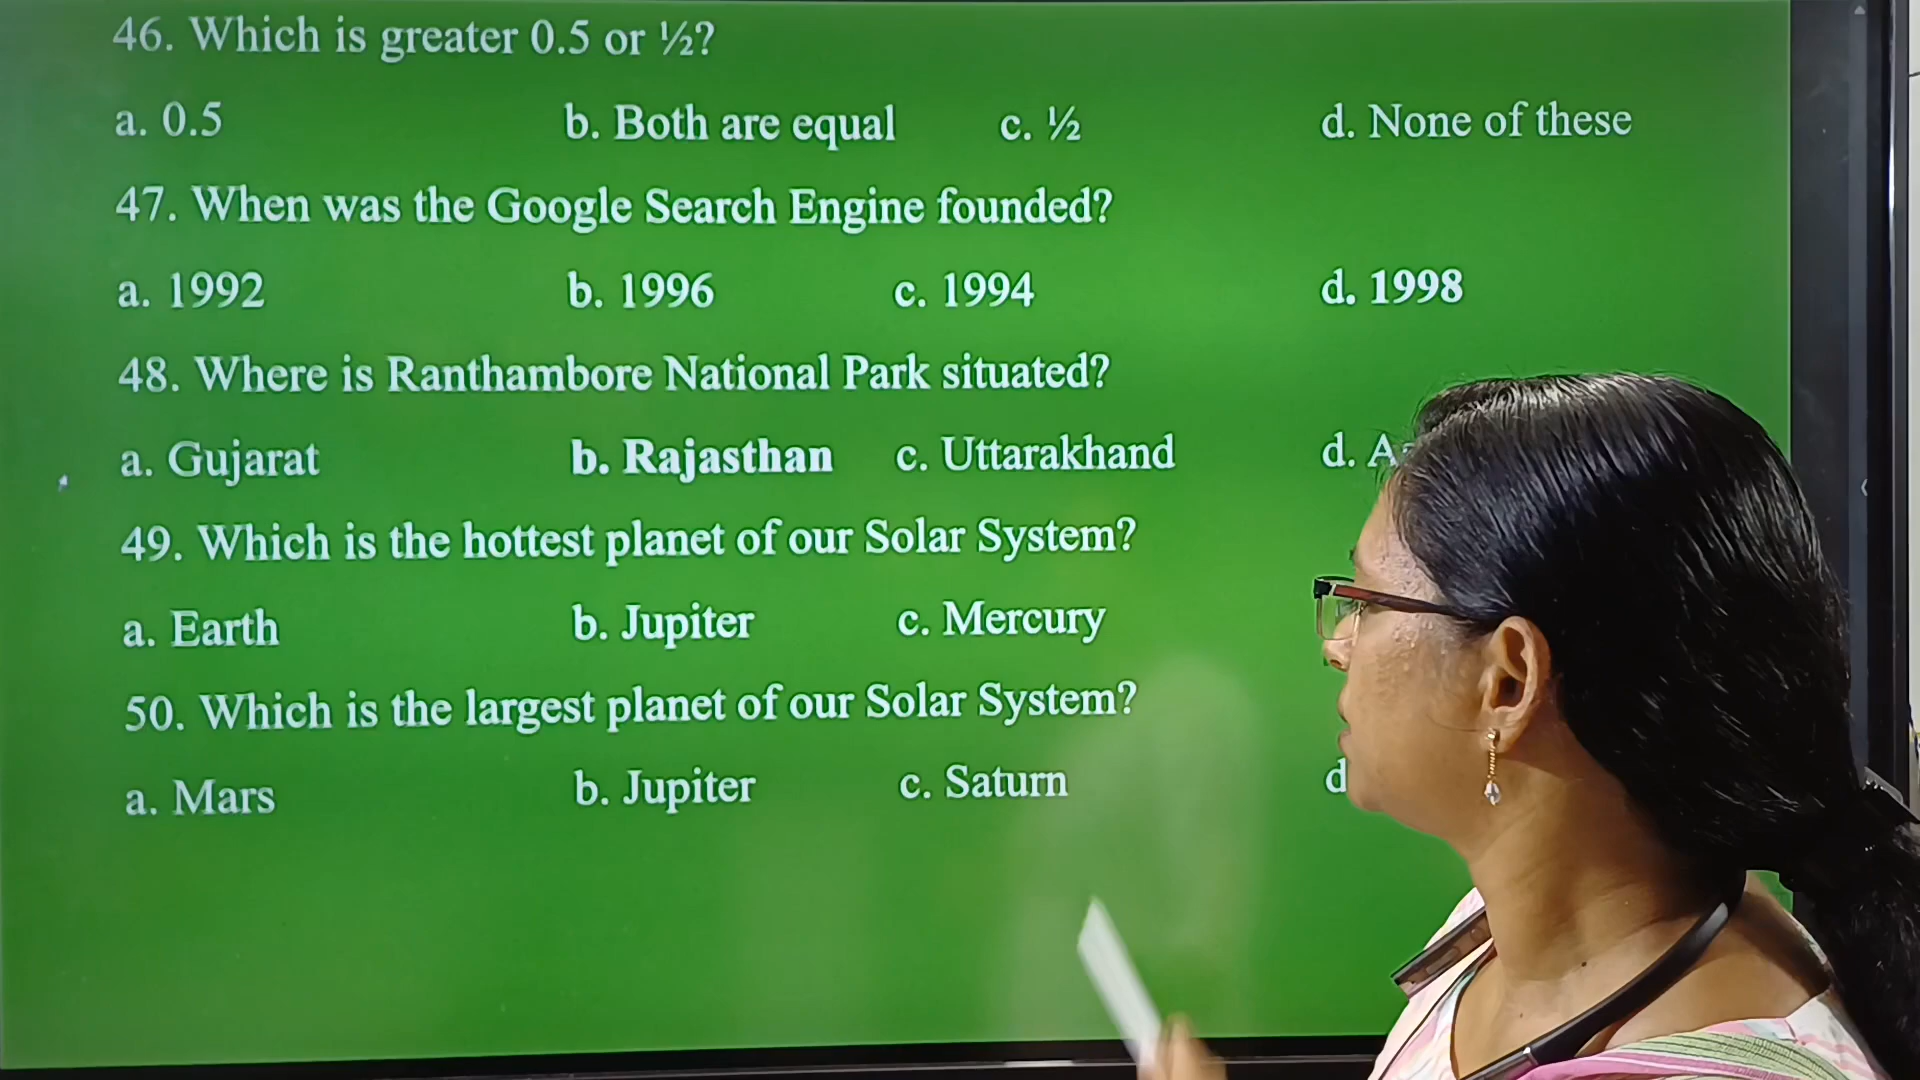 46. Which is greater 0.5 or ½?
a. 0.5 b. Both are equal c. ½ d. None of these
47. When was the Google Search Engine founded?
a. 1992 b. 1996 c. 1994 d. 1998
48. Where is Ranthambore National Park situated?
a. Gujarat b. Rajasthan c. Uttarakhand d.
49. Which is the hottest planet of our Solar System?
a. Earth b. Jupiter c. Mercury
50. Which is the largest planet of our Solar System?
a. Mars b. Jupiter c. Saturn d